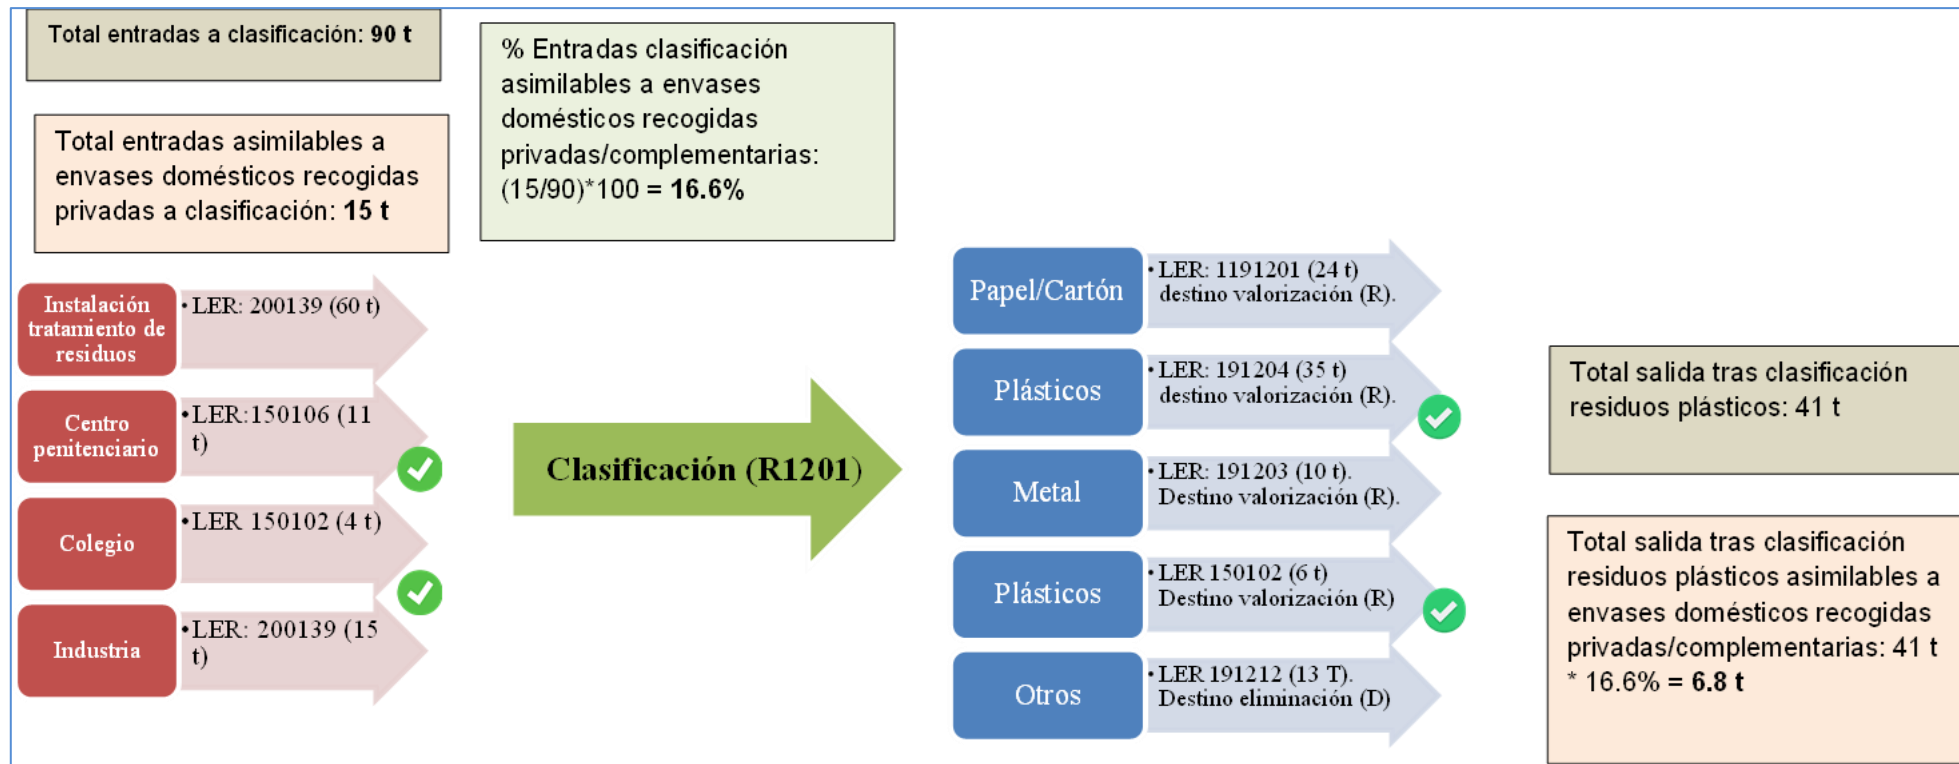 Total entradas a clasificación: 90 t
Total entradas asimilables a
envases domésticos recogidas
privadas a clasificación: 15 t
% Entradas clasificación
asimilables a envases
domésticos recogidas
privadas/complementarias:
(15/90)*100 = 16.6%
Instalación
tratamiento de
residuos
•LER: 200139 (60 t)
Centro
penitenciario
•LER:150106 (11
t)
Colegio
•LER 150102 (4 t)
Industria
•LER: 200139 (15
t)
Clasificación (R1201)
Papel/Cartón
•LER: 1191201 (24 t)
destino valorización (R).
Plásticos
•LER: 191204 (35 t)
destino valorización (R).
Metal
•LER: 191203 (10 t).
Destino valorización (R).
Plásticos
•LER 150102 (6 t)
Destino valorización (R)
Otros
•LER 191212 (13 T).
Destino eliminación (D)
Total salida tras clasificación
residuos plásticos: 41 t
Total salida tras clasificación
residuos plásticos asimilables a
envases domésticos recogidas
privadas/complementarias: 41 t
* 16.6% = 6.8 t